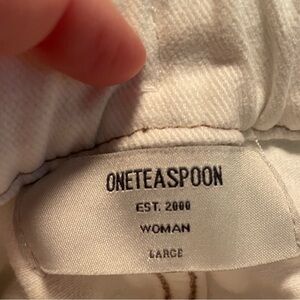 ONETEASPOON
EST. 2000
WOMAN
LARGE